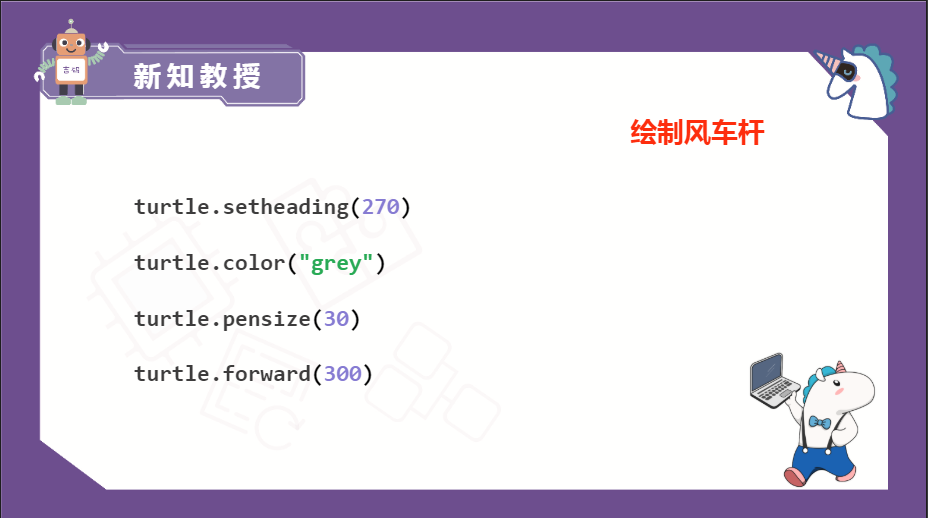 新知教授
绘制风车杆
turtle.setheading(270)
turtle.color("grey")
turtle.pensize(30)
turtle.forward(300)